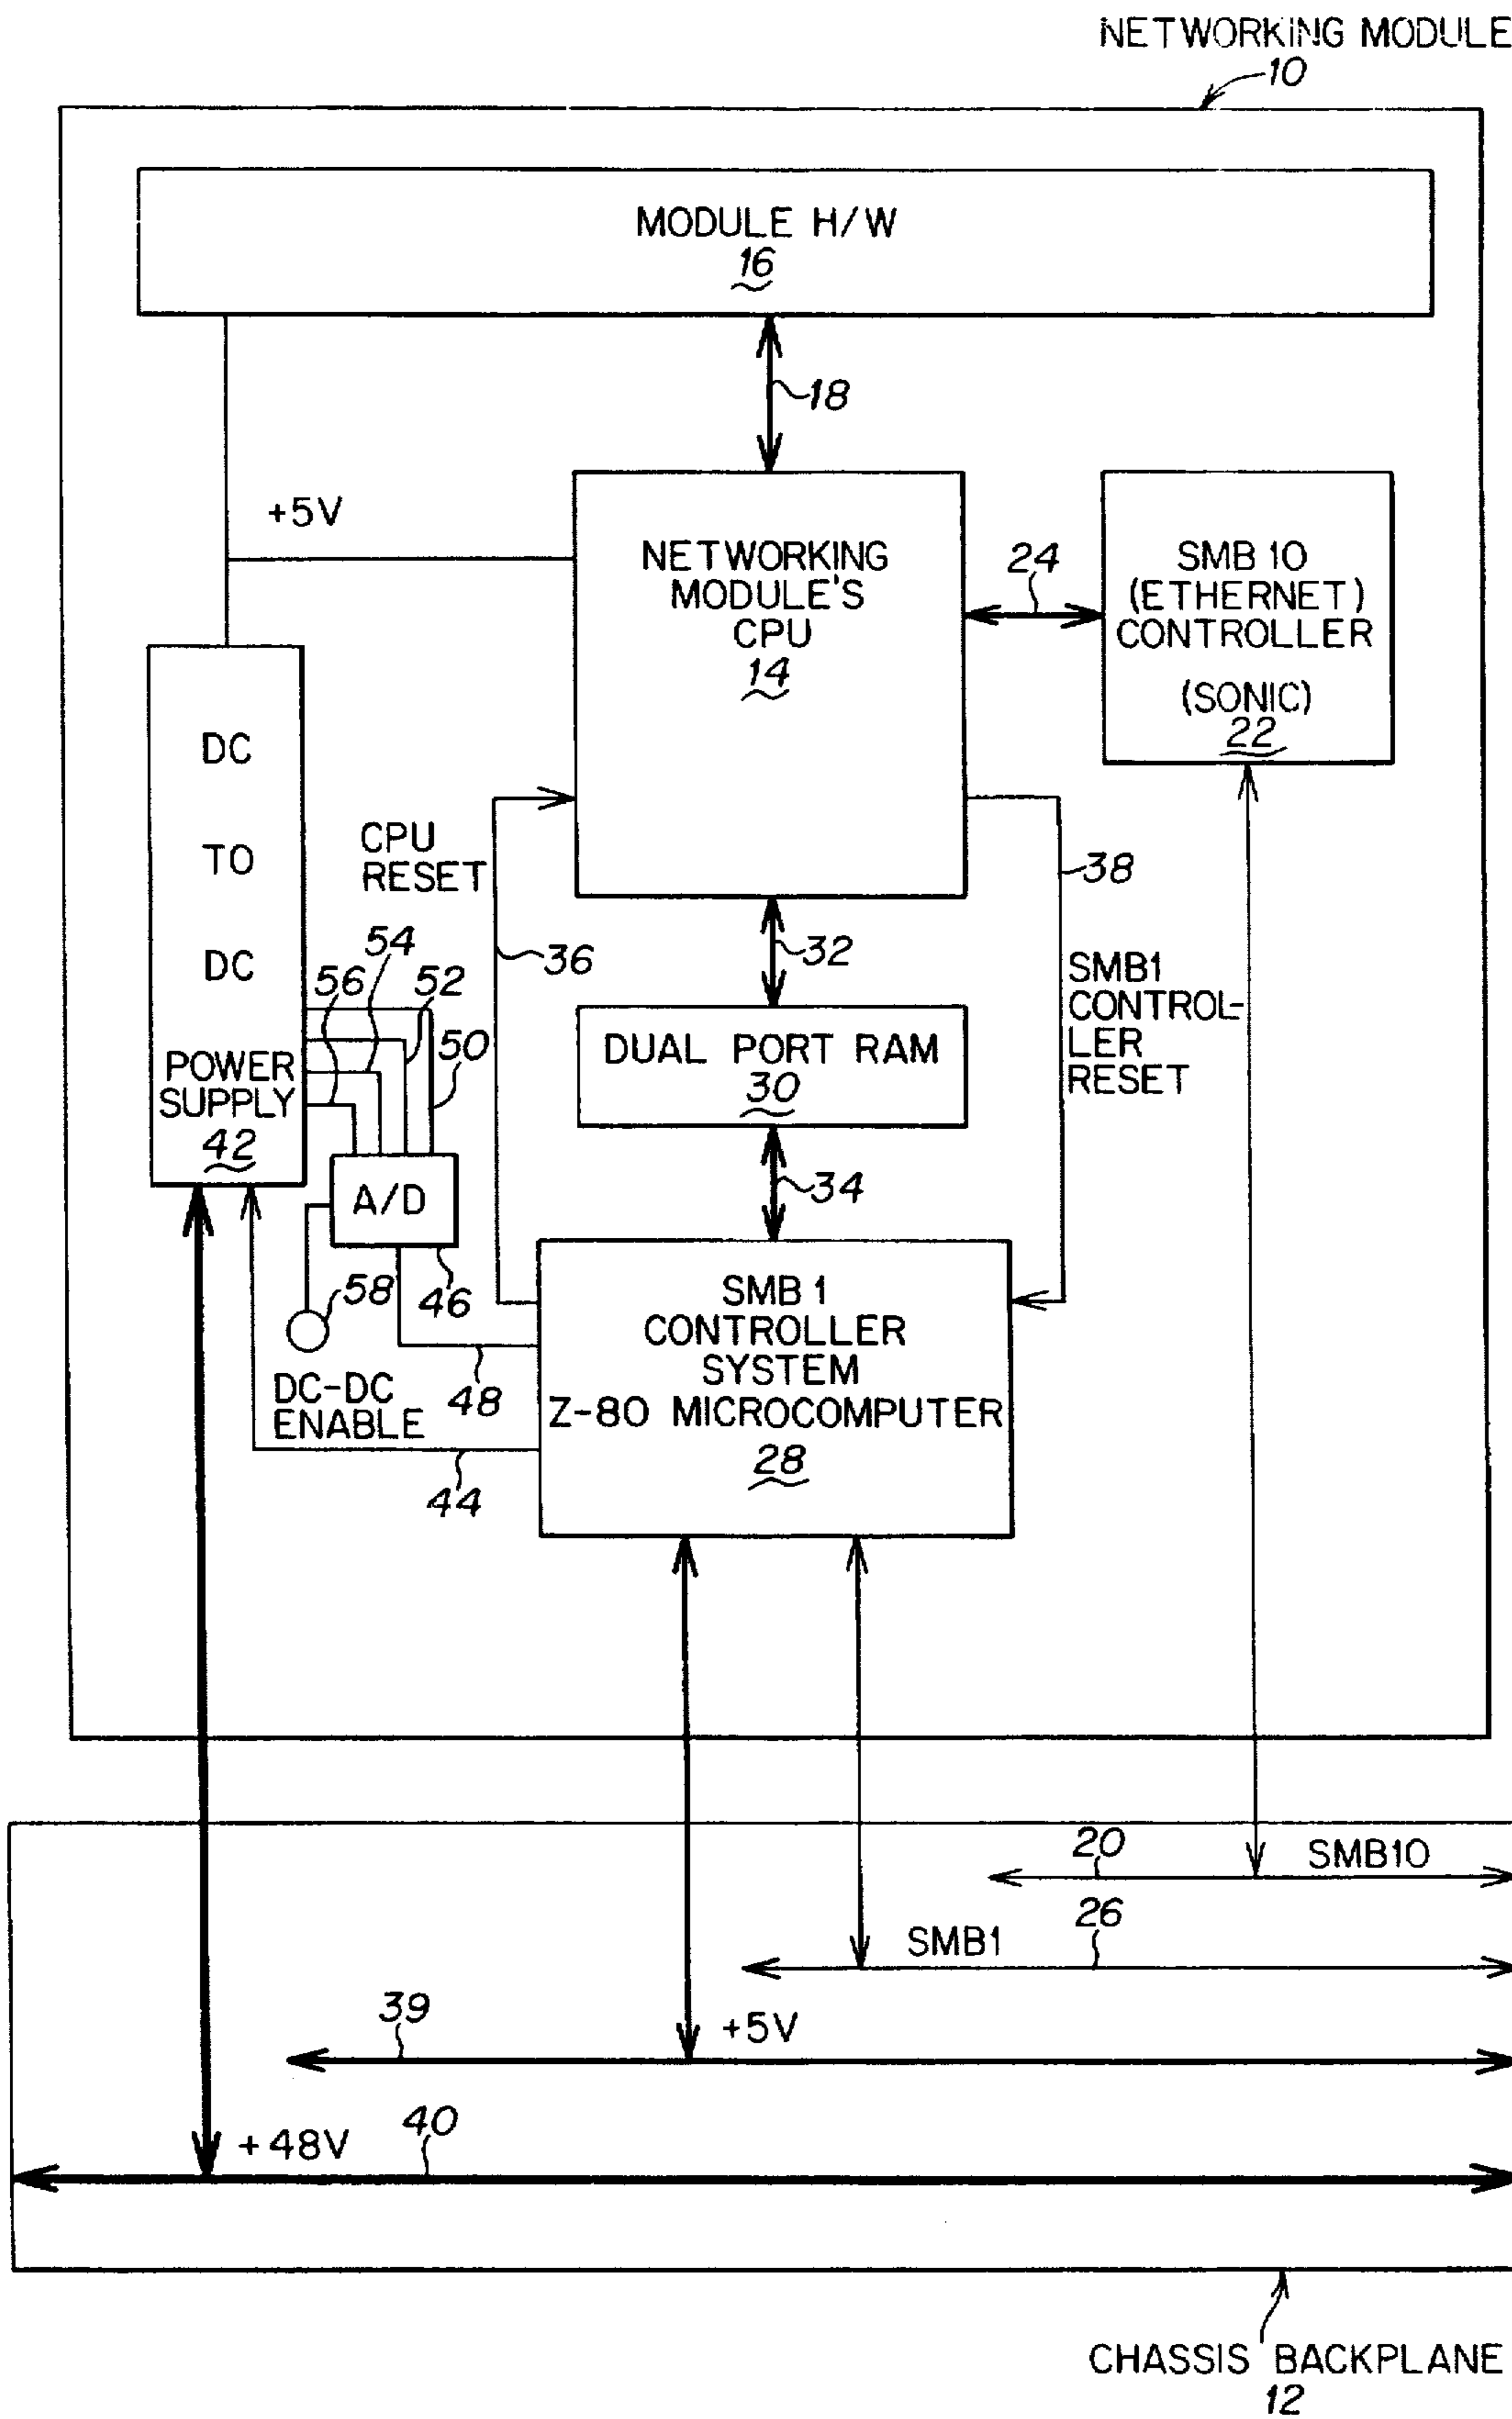 NETWORKING MODULE
10
MODULE H/W
16
18
+5V
NETWORKING
MODULE'S
CPU
14
24
SMB 10
(ETHERNET)
CONTROLLER
(SONIC)
22
DC
TO
DC
POWER
SUPPLY
42
CPU
RESET
36
38
32
54
56
52
50
SMB1
CONTROL-
LER
RESET
DUAL PORT RAM
30
34
A/D
46
58
SMB 1
CONTROLLER
SYSTEM
Z-80 MICROCOMPUTER
28
DC-DC
ENABLE
48
44
20
SMB10
26
SMB1
39
+5V
+48V
40
CHASSIS BACKPLANE
12